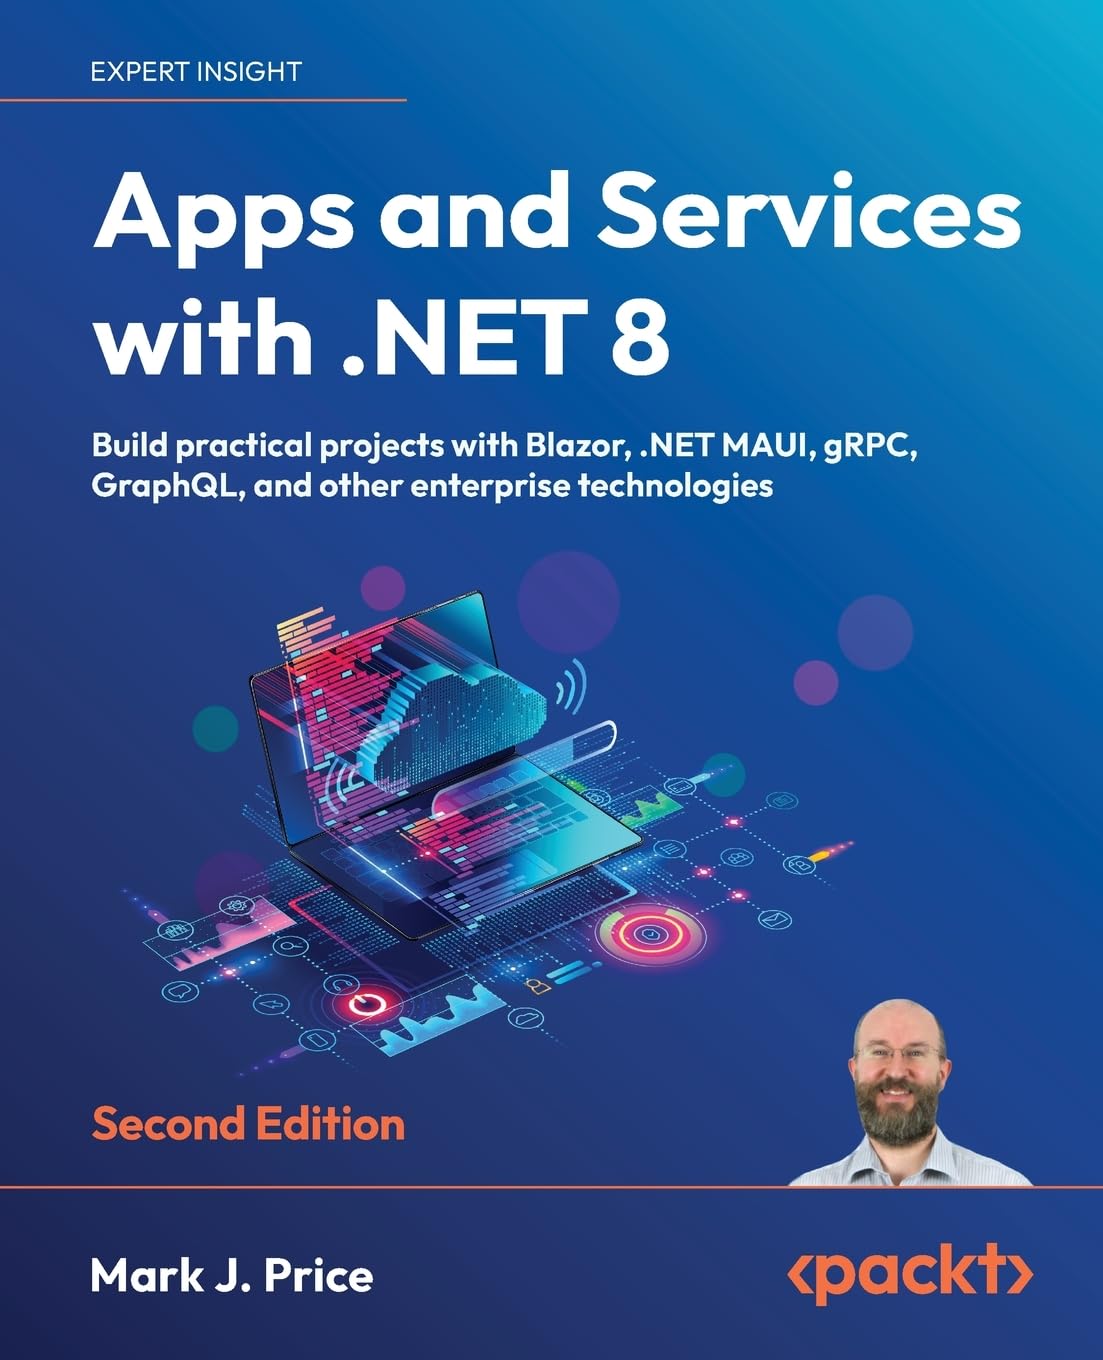 EXPERT INSIGHT
Apps and Services
with .NET 8
Build practical projects with Blazor, .NET MAUI, gRPC,
GraphQL, and other enterprise technologies
Second Edition
Mark J. Price
<packt>